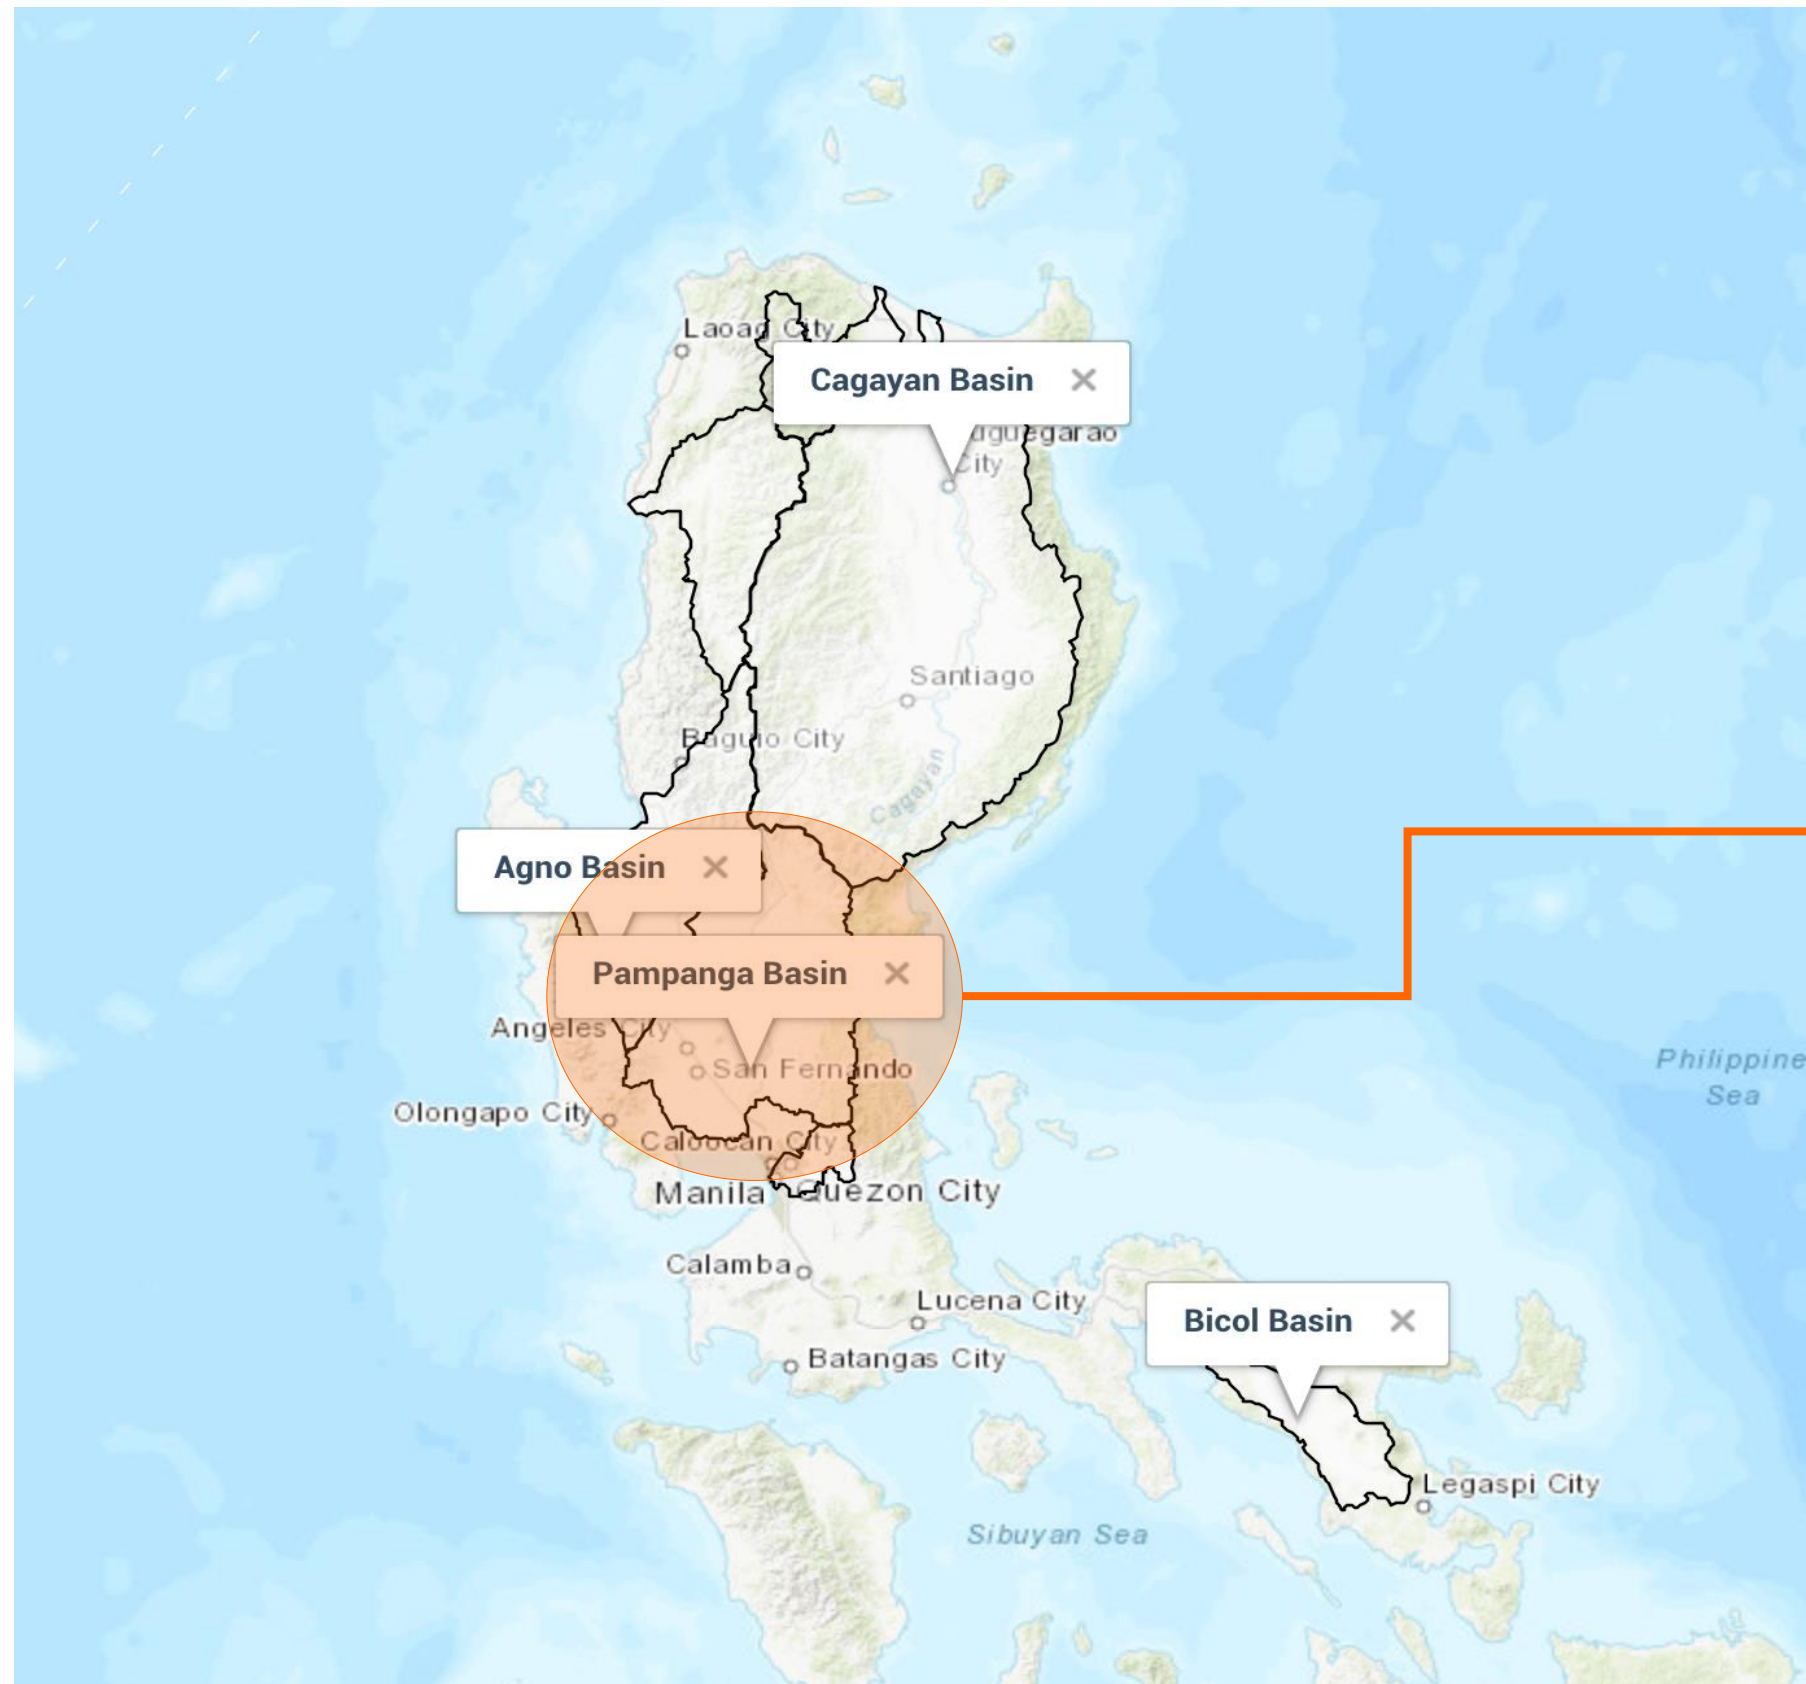 Laoag City
Cagayan Basin ×
uguegarao
City
Santiago
Baguio City
Cagayan
Agno Basin ×
Pampanga Basin ×
Angeles City
San Fernando
Olongapo City
Caloocan City
Manila
Quezon City
Calamba
Lucena City
Batangas City
Bicol Basin ×
Legaspi City
Sibuyan Sea
Philippine
Sea